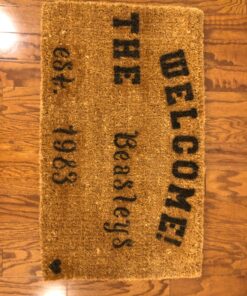 WELCOME!
THE
Beasleys
est. 1983